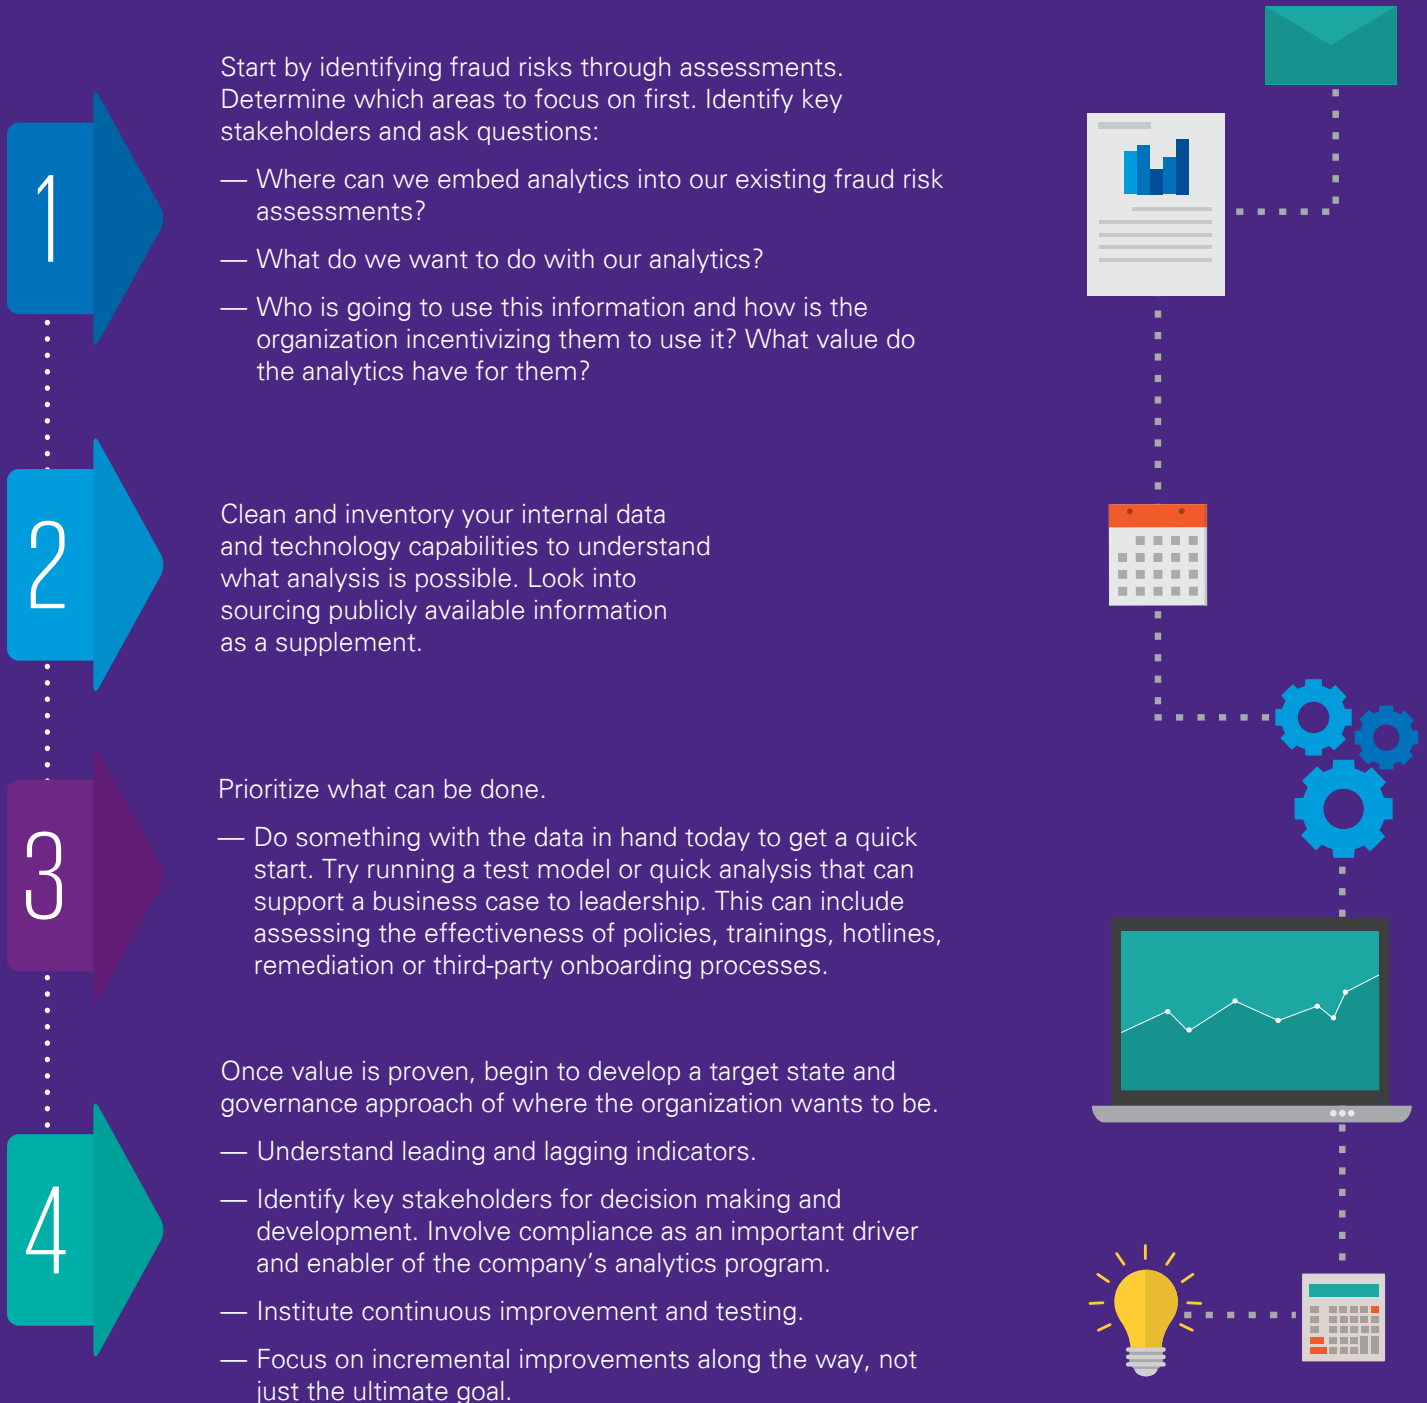 1
Start by identifying fraud risks through assessments.
Determine which areas to focus on first. Identify key
stakeholders and ask questions:
— Where can we embed analytics into our existing fraud risk
assessments?
— What do we want to do with our analytics?
— Who is going to use this information and how is the
organization incentivizing them to use it? What value do
the analytics have for them?
2
Clean and inventory your internal data
and technology capabilities to understand
what analysis is possible. Look into
sourcing publicly available information
as a supplement.
3
Prioritize what can be done.
— Do something with the data in hand today to get a quick
start. Try running a test model or quick analysis that can
support a business case to leadership. This can include
assessing the effectiveness of policies, trainings, hotlines,
remediation or third-party onboarding processes.
4
Once value is proven, begin to develop a target state and
governance approach of where the organization wants to be.
— Understand leading and lagging indicators.
— Identify key stakeholders for decision making and
development. Involve compliance as an important driver
and enabler of the company’s analytics program.
— Institute continuous improvement and testing.
— Focus on incremental improvements along the way, not
just the ultimate goal.